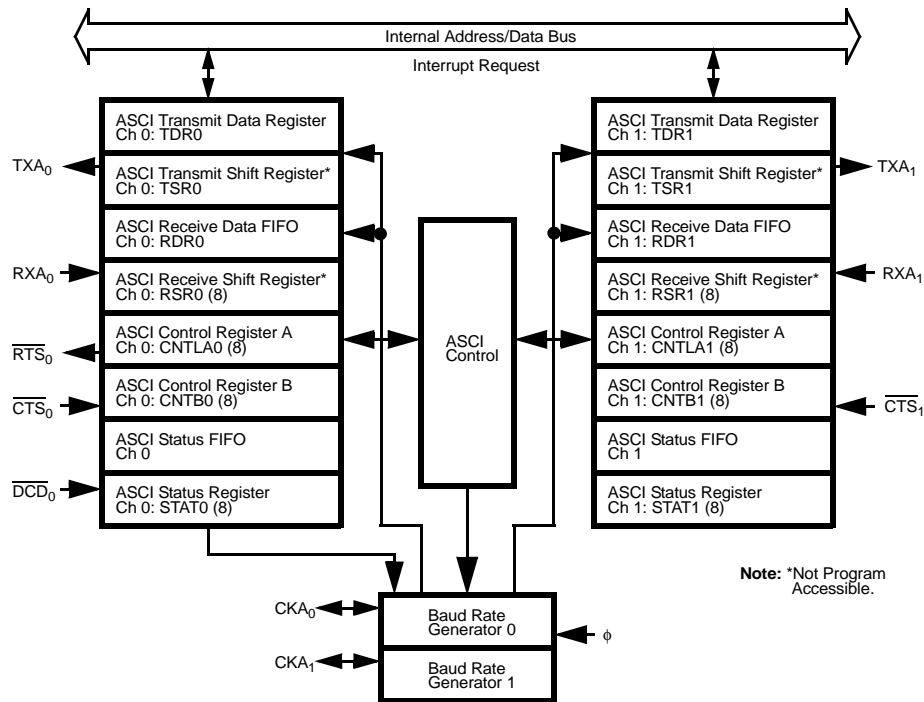 Internal Address/Data Bus
Interrupt Request
ASCI Transmit Data Register
Ch 0: TDR0
ASCI Transmit Shift Register*
Ch 0: TSR0
ASCI Receive Data FIFO
Ch 0: RDR0
ASCI Receive Shift Register*
Ch 0: RSR0 (8)
ASCI Control Register A
Ch 0: CNTLA0 (8)
ASCI Control Register B
Ch 0: CNTB0 (8)
ASCI Status FIFO
Ch 0
ASCI Status Register
Ch 0: STAT0 (8)
TXA₀
RXA₀
R̅T̅S̅₀
C̅T̅S̅₀
D̅C̅D̅₀
ASCI
Control
ASCI Transmit Data Register
Ch 1: TDR1
ASCI Transmit Shift Register*
Ch 1: TSR1
ASCI Receive Data FIFO
Ch 1: RDR1
ASCI Receive Shift Register*
Ch 1: RSR1 (8)
ASCI Control Register A
Ch 1: CNTLA1 (8)
ASCI Control Register B
Ch 1: CNTB1 (8)
ASCI Status FIFO
Ch 1
ASCI Status Register
Ch 1: STAT1 (8)
TXA₁
RXA₁
C̅T̅S̅₁
Note: *Not Program
Accessible.
CKA₀
CKA₁
Baud Rate
Generator 0
Baud Rate
Generator 1
ϕ